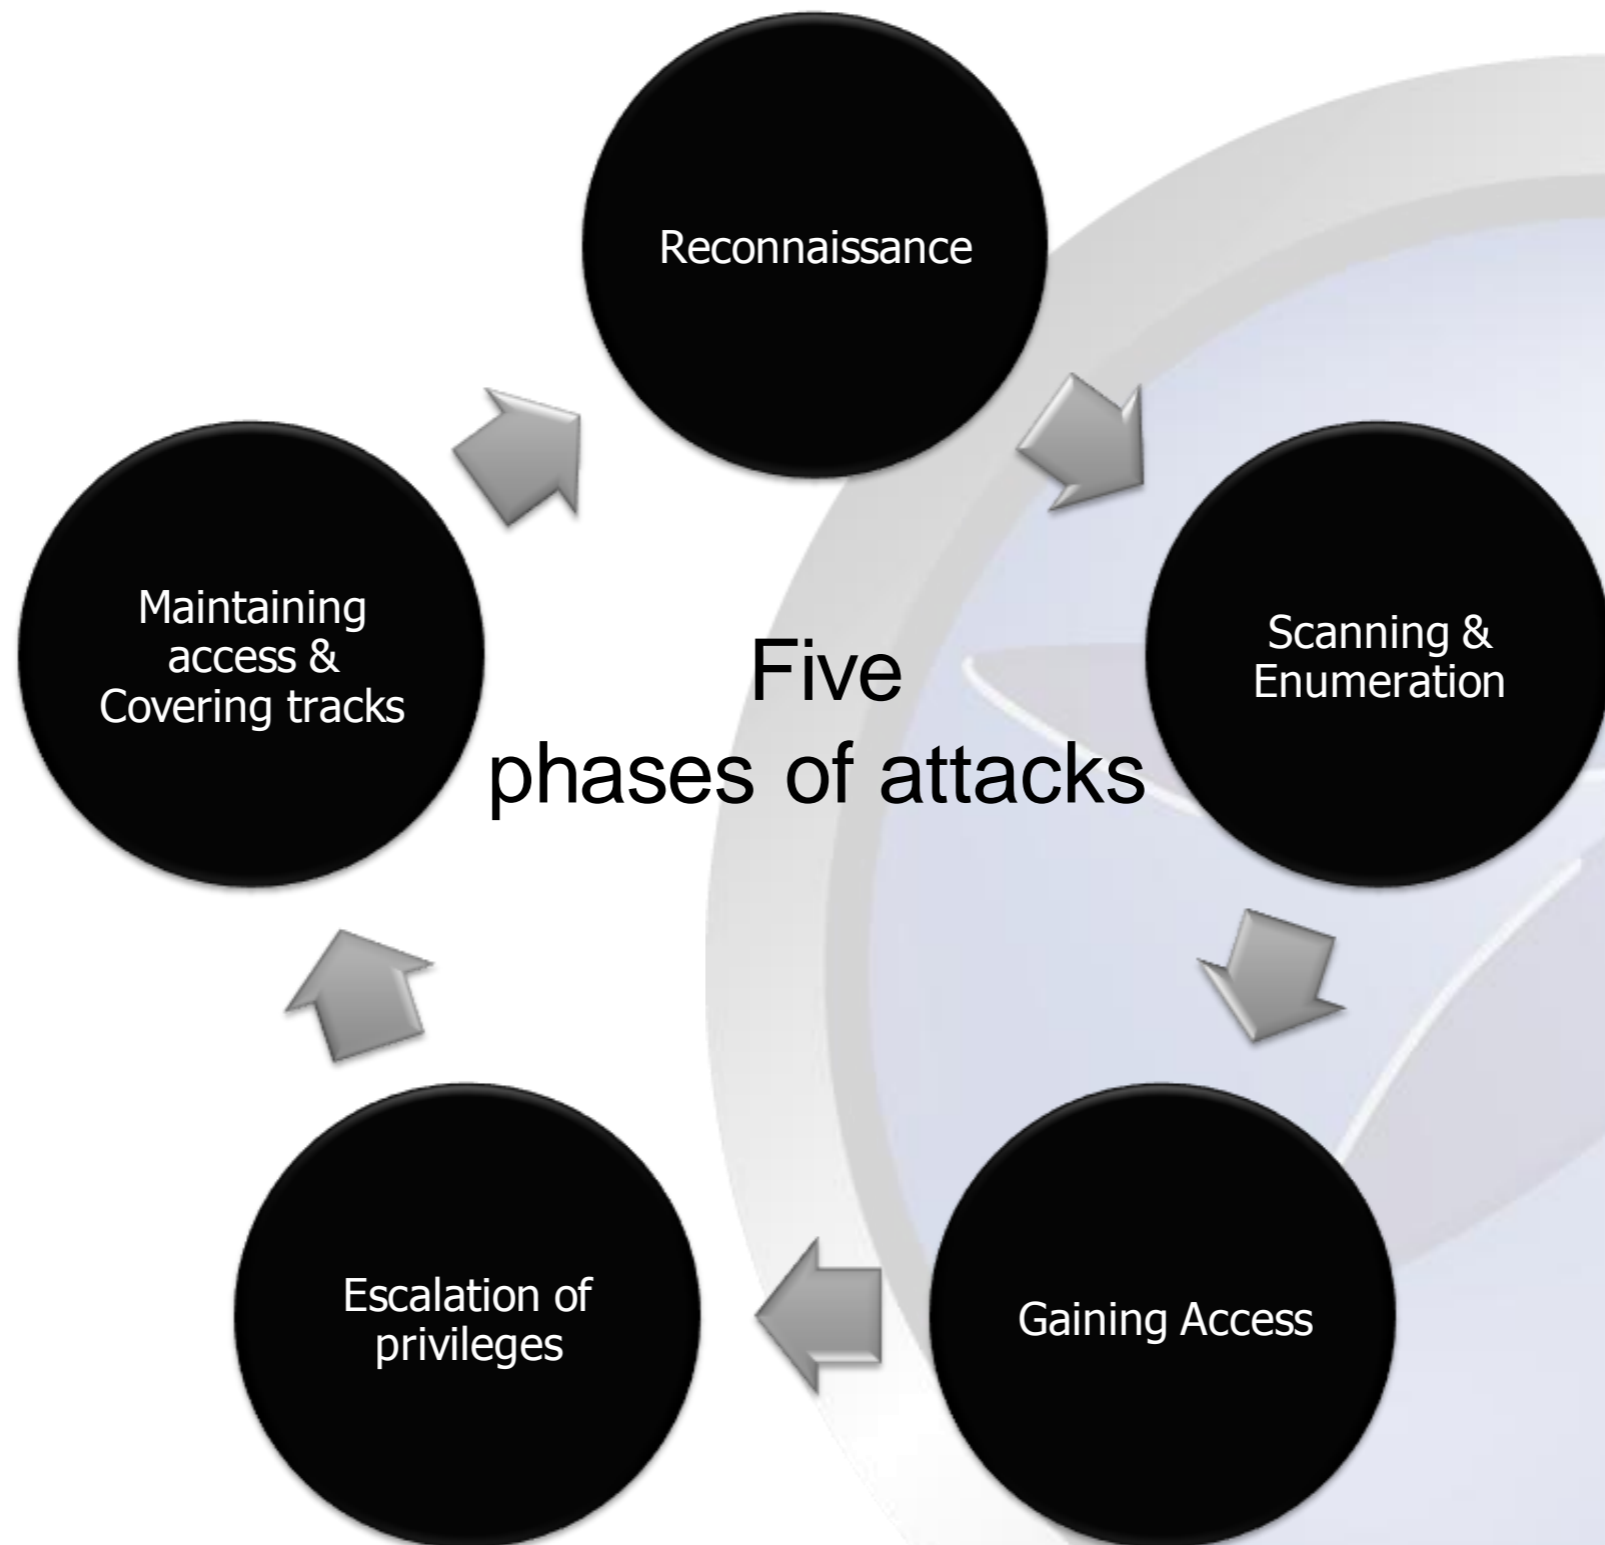 Reconnaissance
Scanning &
Enumeration
Gaining Access
Escalation of
privileges
Maintaining
access &
Covering tracks
Five
phases of attacks